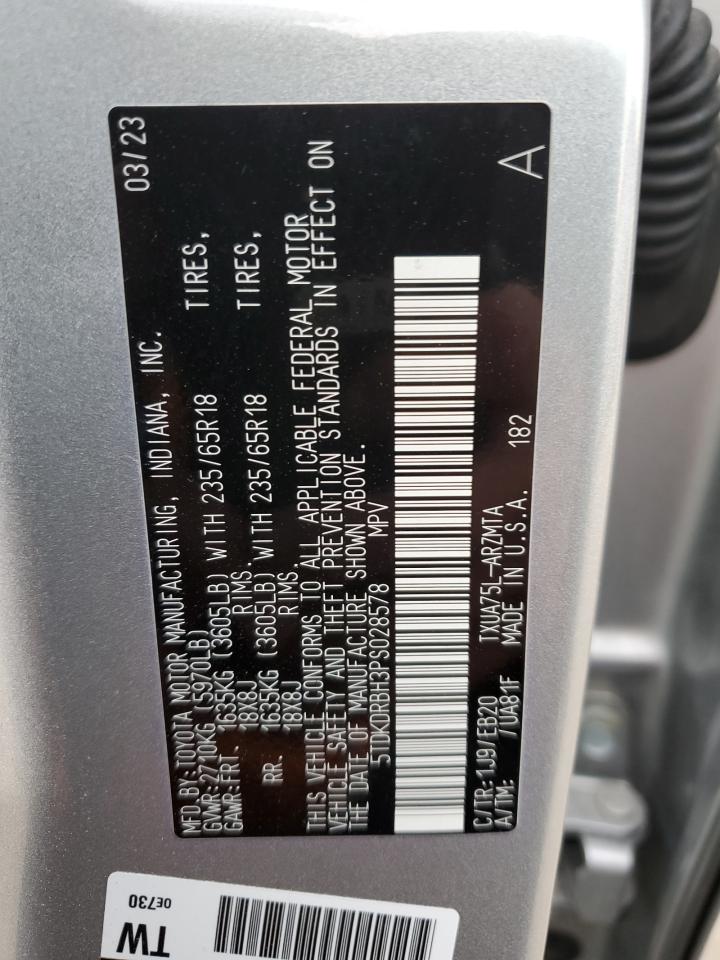 MFD.BY:TOYOTA MOTOR MANUFACTURING, INDIANA, INC. 03/23
GVWR:2710KG (5970LB)
GAWR:FRT. 1635KG (3605LB) WITH 235/65R18 TIRES,
18X8J RIMS.
RR. 1635KG (3605LB) WITH 235/65R18 TIRES,
18X8J RIMS.
THIS VEHICLE CONFORMS TO ALL APPLICABLE FEDERAL MOTOR
VEHICLE SAFETY AND THEFT PREVENTION STANDARDS IN EFFECT ON
THE DATE OF MANUFACTURE SHOWN ABOVE.
5TDKDRBH3PS028578 MPV
C/TR:1J9/EB20 TXUA75L-ARZMTA
A/TM: /UA81F MADE IN U.S.A. 182 A
TW 0E730